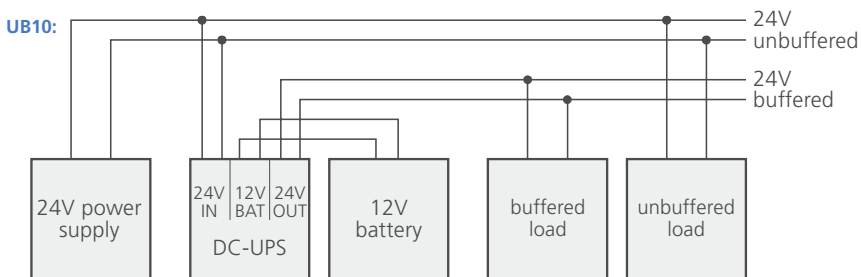 UB10:
24V
unbuffered
24V
buffered
24V power
supply
24V
IN
12V
BAT
24V
OUT
DC-UPS
12V
battery
buffered
load
unbuffered
load